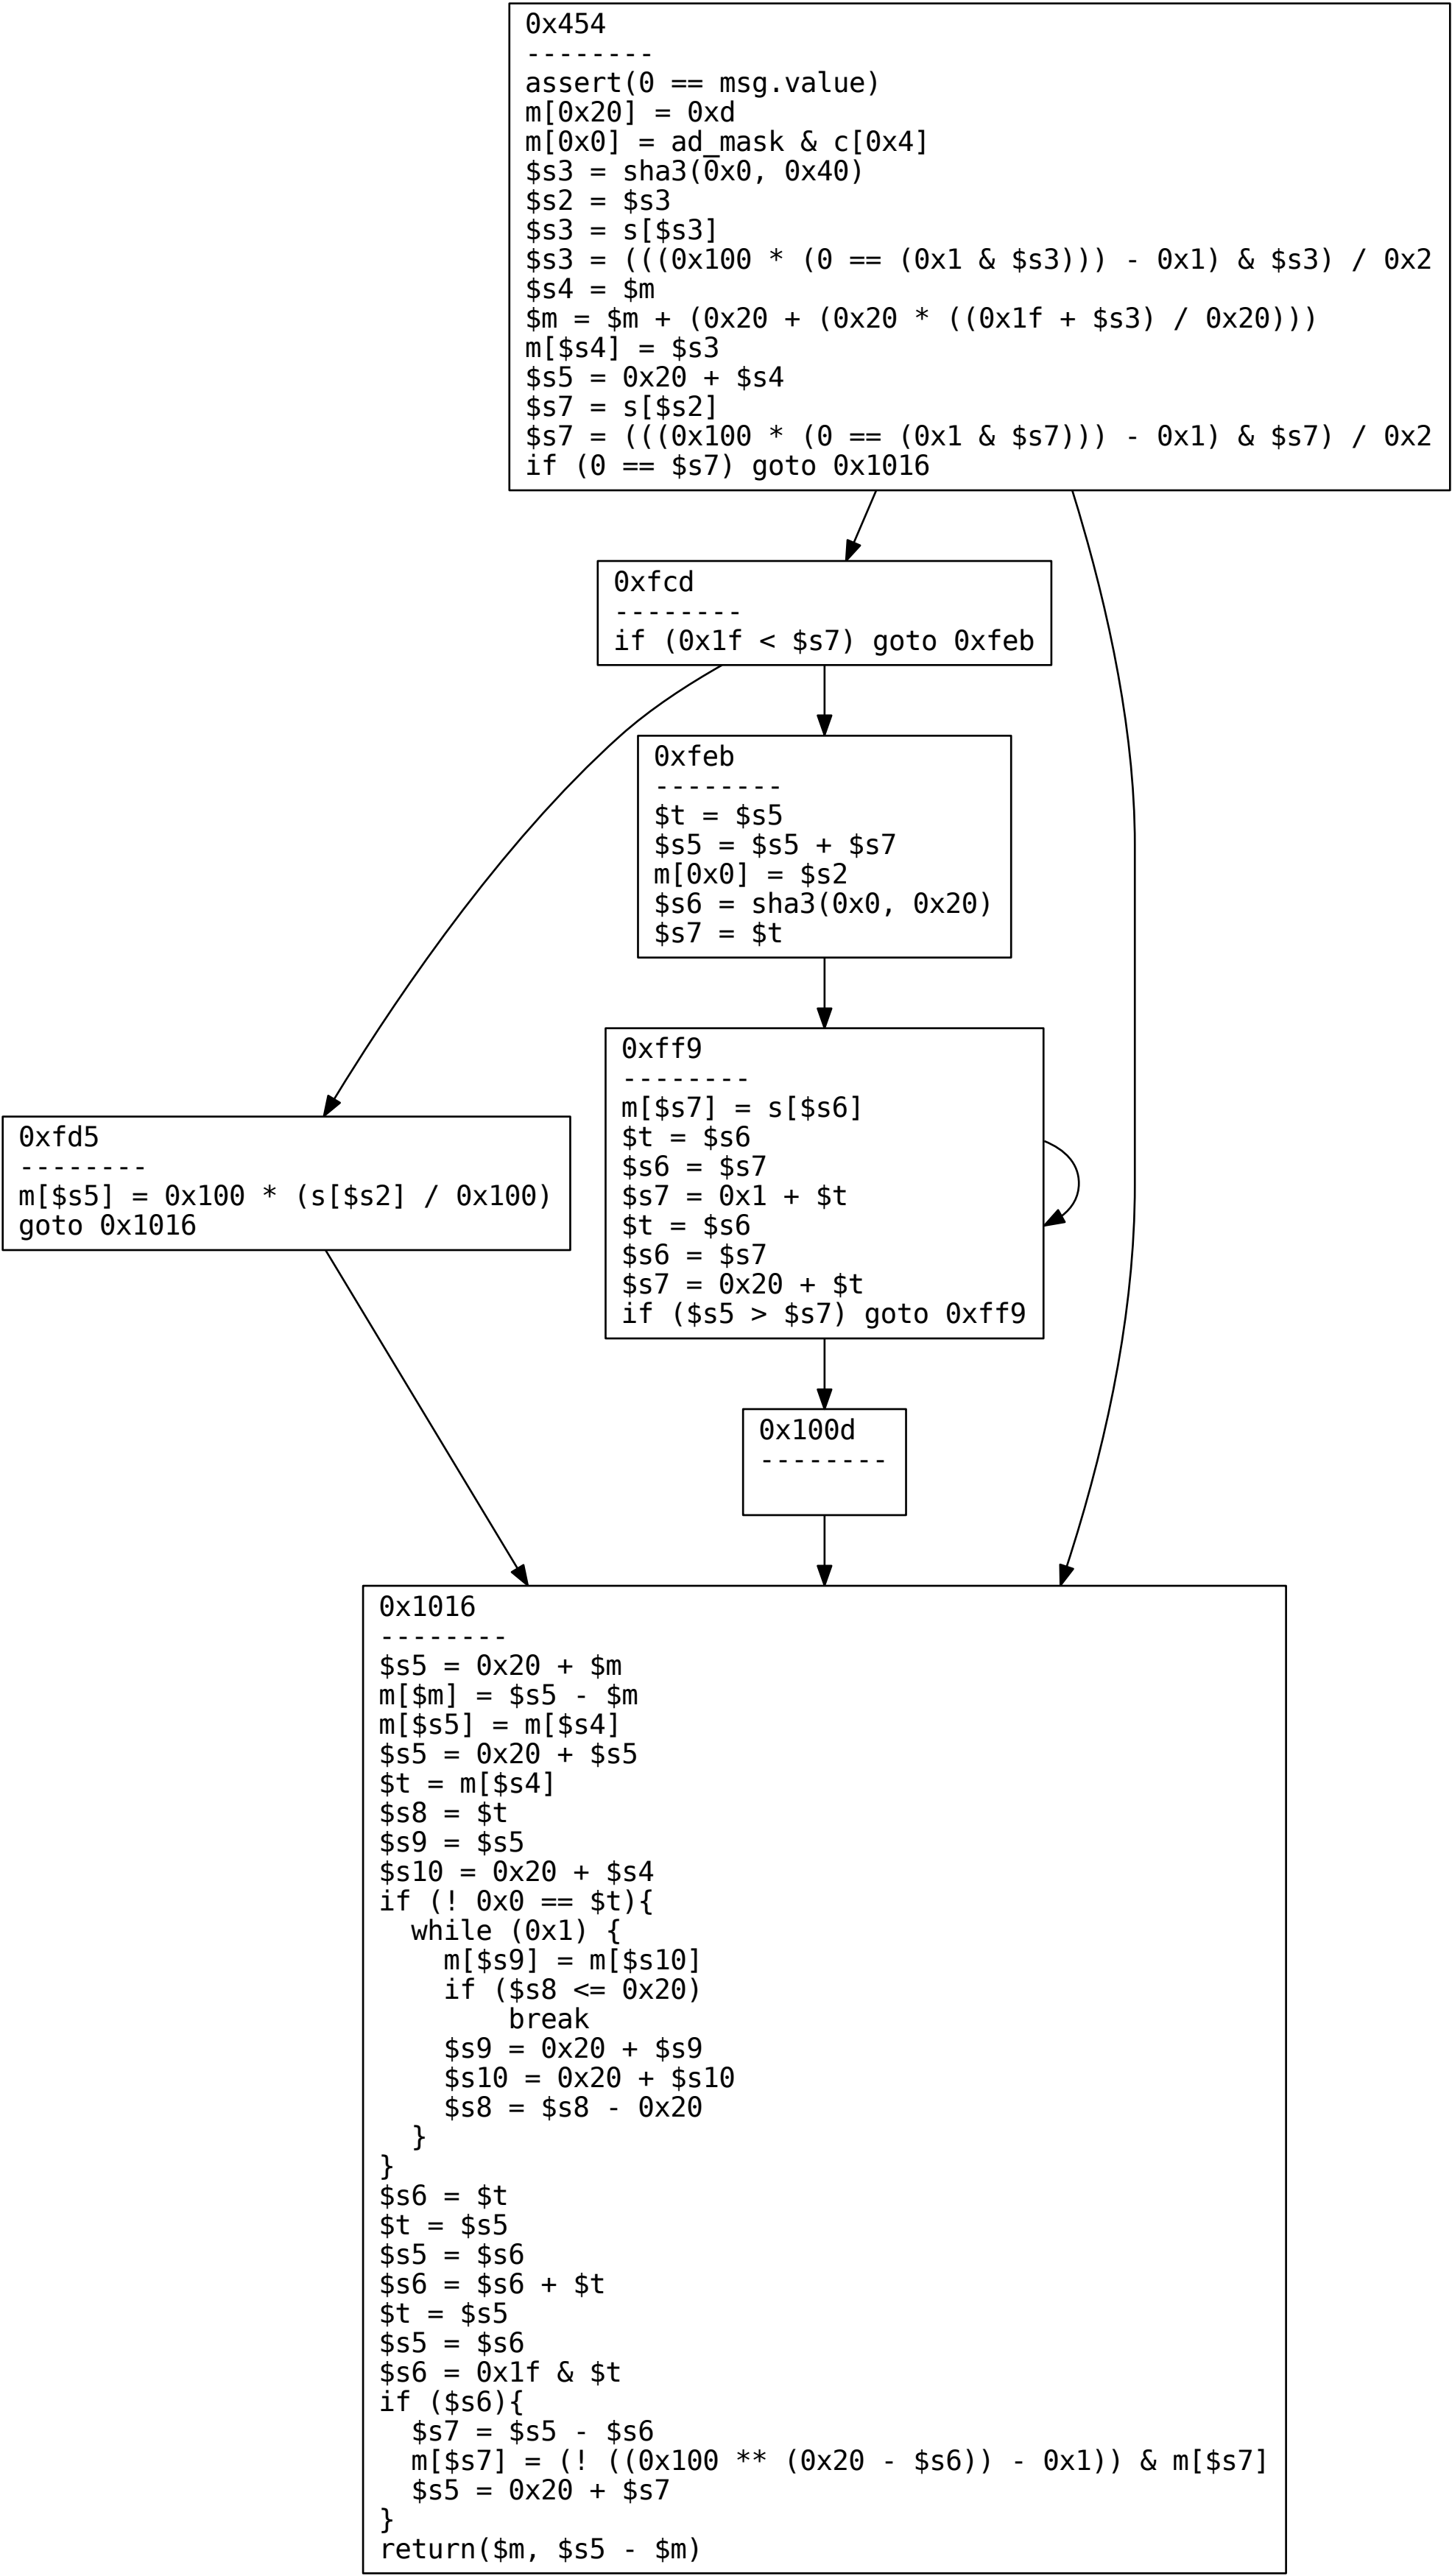 0x454
--------
assert(0 == msg.value)
m[0x20] = 0xd
m[0x0] = ad_mask & c[0x4]
$s3 = sha3(0x0, 0x40)
$s2 = $s3
$s3 = s[$s3]
$s3 = (((0x100 * (0 == (0x1 & $s3))) - 0x1) & $s3) / 0x2
$s4 = $m
$m = $m + (0x20 + (0x20 * ((0x1f + $s3) / 0x20)))
m[$s4] = $s3
$s5 = 0x20 + $s4
$s7 = s[$s2]
$s7 = (((0x100 * (0 == (0x1 & $s7))) - 0x1) & $s7) / 0x2
if (0 == $s7) goto 0x1016
0xfcd
--------
if (0x1f < $s7) goto 0xfeb
0xfeb
--------
$t = $s5
$s5 = $s5 + $s7
m[0x0] = $s2
$s6 = sha3(0x0, 0x20)
$s7 = $t
0xff9
--------
m[$s7] = s[$s6]
$t = $s6
$s6 = $s7
$s7 = 0x1 + $t
$t = $s6
$s6 = $s7
$s7 = 0x20 + $t
if ($s5 > $s7) goto 0xff9
0xfd5
--------
m[$s5] = 0x100 * (s[$s2] / 0x100)
goto 0x1016
0x100d
--------
0x1016
--------
$s5 = 0x20 + $m
m[$m] = $s5 - $m
m[$s5] = m[$s4]
$s5 = 0x20 + $s5
$t = m[$s4]
$s8 = $t
$s9 = $s5
$s10 = 0x20 + $s4
if (! 0x0 == $t){
  while (0x1) {
    m[$s9] = m[$s10]
    if ($s8 <= 0x20)
        break
    $s9 = 0x20 + $s9
    $s10 = 0x20 + $s10
    $s8 = $s8 - 0x20
  }
}
$s6 = $t
$t = $s5
$s5 = $s6
$s6 = $s6 + $t
$t = $s5
$s5 = $s6
$s6 = 0x1f & $t
if ($s6){
  $s7 = $s5 - $s6
  m[$s7] = (! ((0x100 ** (0x20 - $s6)) - 0x1)) & m[$s7]
  $s5 = 0x20 + $s7
}
return($m, $s5 - $m)